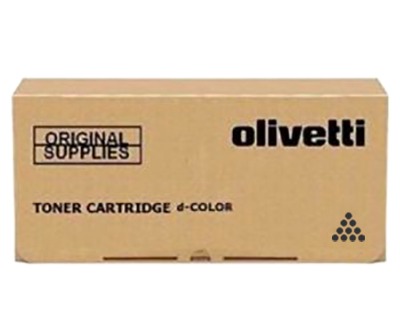 ORIGINAL
SUPPLIES
olivetti
TONER CARTRIDGE d-COLOR